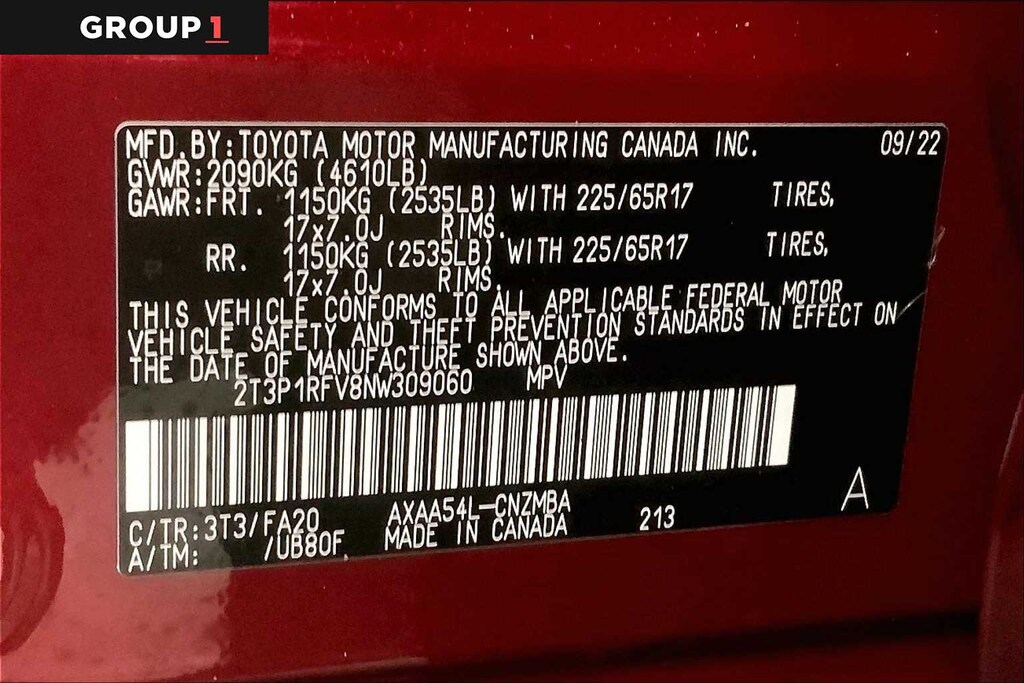 GROUP 1
MFD.BY:TOYOTA MOTOR MANUFACTURING CANADA INC. 09/22
GVWR:2090KG (4610LB)
GAWR:FRT. 1150KG (2535LB) WITH 225/65R17 TIRES,
17x7.0J RIMS.
RR. 1150KG (2535LB) WITH 225/65R17 TIRES,
17x7.0J RIMS.
THIS VEHICLE CONFORMS TO ALL APPLICABLE FEDERAL MOTOR
VEHICLE SAFETY AND THEFT PREVENTION STANDARDS IN EFFECT ON
THE DATE OF MANUFACTURE SHOWN ABOVE.
2T3P1RFV8NW309060 MPV
C/TR:3T3/FA20 AXAA54L-CNZMBA
A/TM: /UB80F MADE IN CANADA 213
A